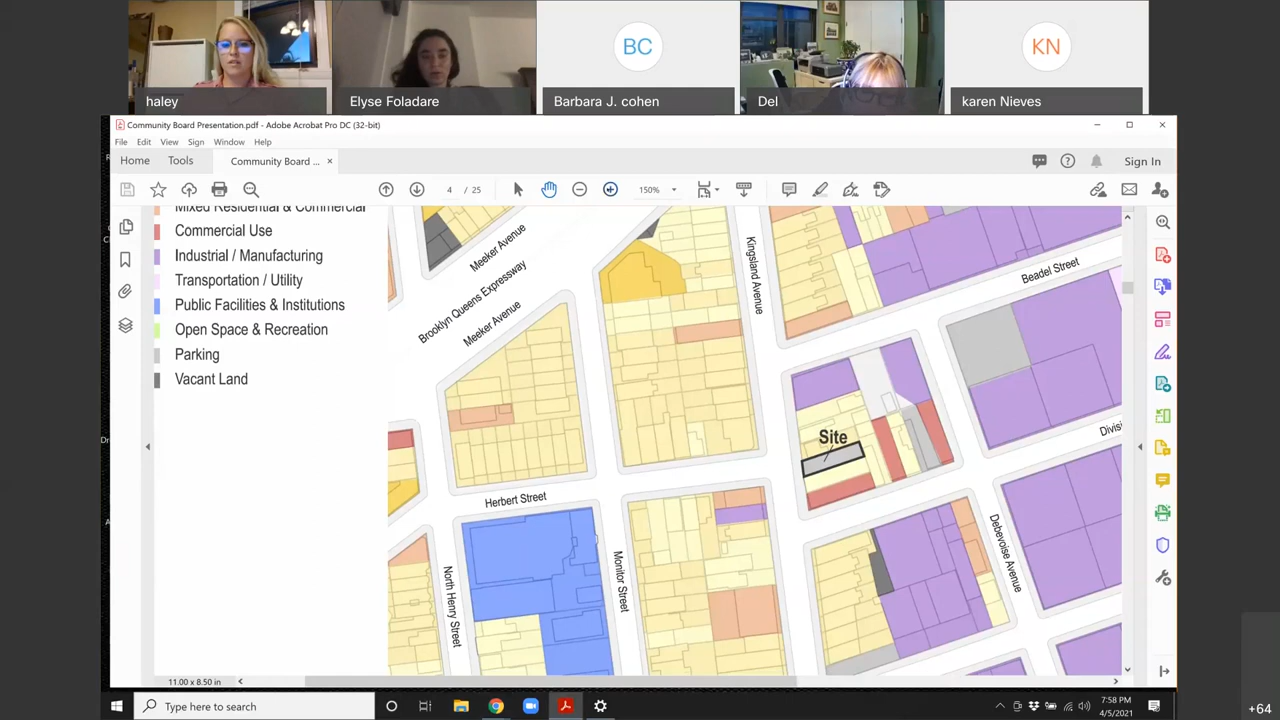 BC
KN
haley
Elyse Foladare
Barbara J. cohen
Del
karen Nieves
Community Board Presentation.pdf - Adobe Acrobat Pro DC (32-bit)
File Edit View Sign Window Help
Home Tools Community Board ... × Sign In
4 / 25 150%
Mixed Residential & Commercial
Commercial Use
Industrial / Manufacturing
Transportation / Utility
Public Facilities & Institutions
Open Space & Recreation
Parking
Vacant Land
Meeker Avenue
Brooklyn Queens Expressway
Meeker Avenue
Kingsland Avenue
Beadel Street
Site
Divis
Herbert Street
North Henry Street
Monitor Street
Debevoise Avenue
11.00 x 8.50 in
Type here to search
7:58 PM
4/5/2021
+64